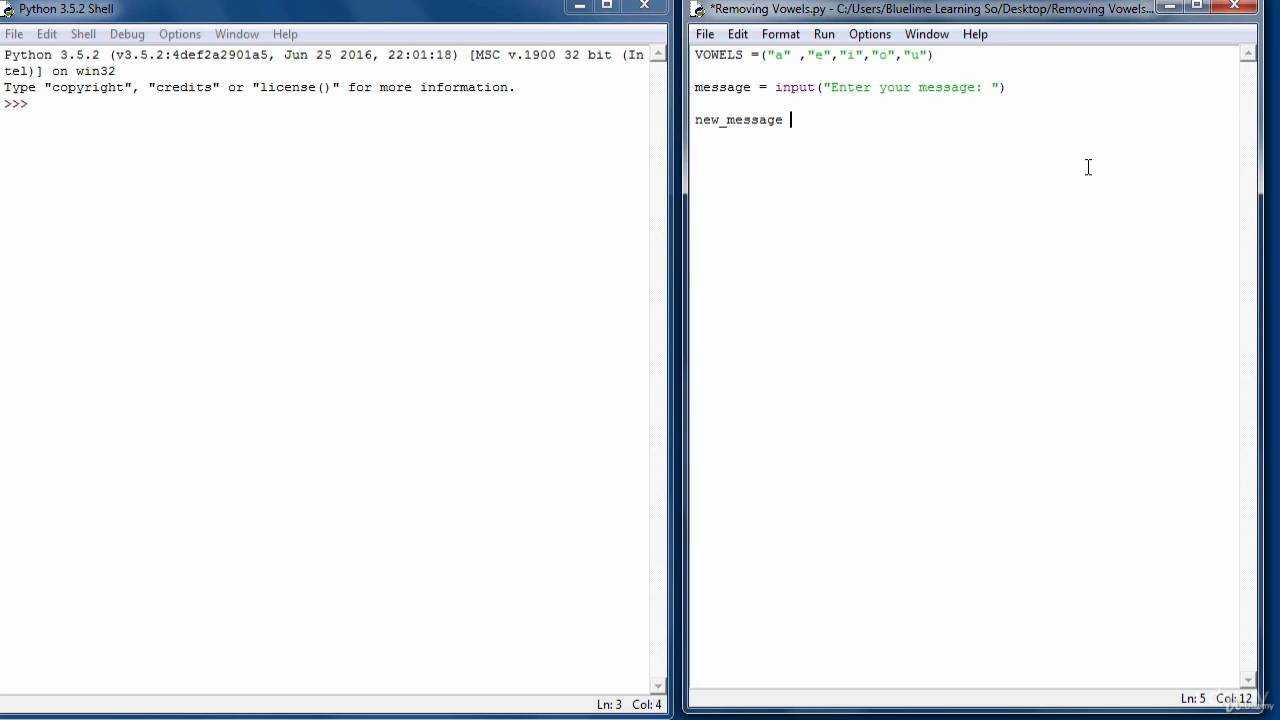 Python 3.5.2 Shell
File Edit Shell Debug Options Window Help
Python 3.5.2 (v3.5.2:4def2a2901a5, Jun 25 2016, 22:01:18) [MSC v.1900 32 bit (In
tel)] on win32
Type "copyright", "credits" or "license()" for more information.
>>>
Ln: 3 Col: 4
*Removing Vowels.py - C:/Users/Bluelime Learning So/Desktop/Removing Vowels...
File Edit Format Run Options Window Help
VOWELS =("a" ,"e","i","o","u")
message = input("Enter your message: ")
new_message
Ln: 5 Col: 12